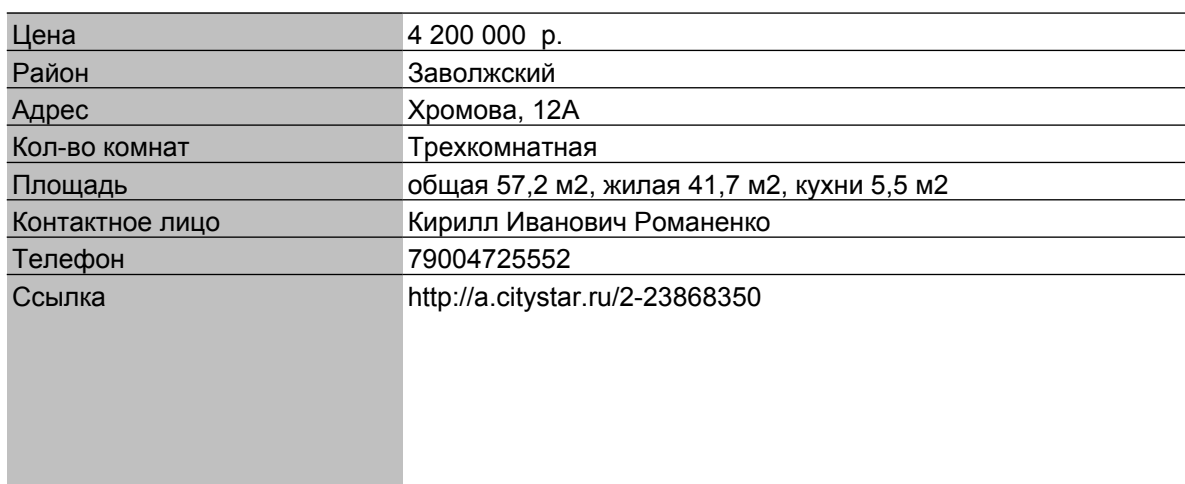 Цена 4 200 000 р.
Район Заволжский
Адрес Хромова, 12А
Кол-во комнат Трехкомнатная
Площадь общая 57,2 м2, жилая 41,7 м2, кухни 5,5 м2
Контактное лицо Кирилл Иванович Романенко
Телефон 79004725552
Ссылка http://a.citystar.ru/2-23868350